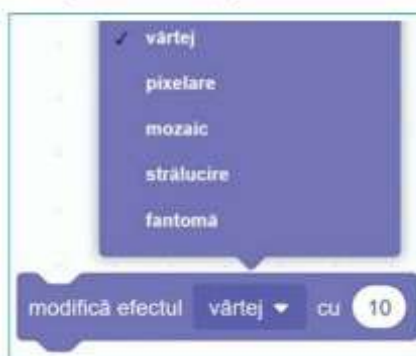 vârtej
pixelare
mozaic
strălucire
fantomă
modifică efectul vârtej cu 10